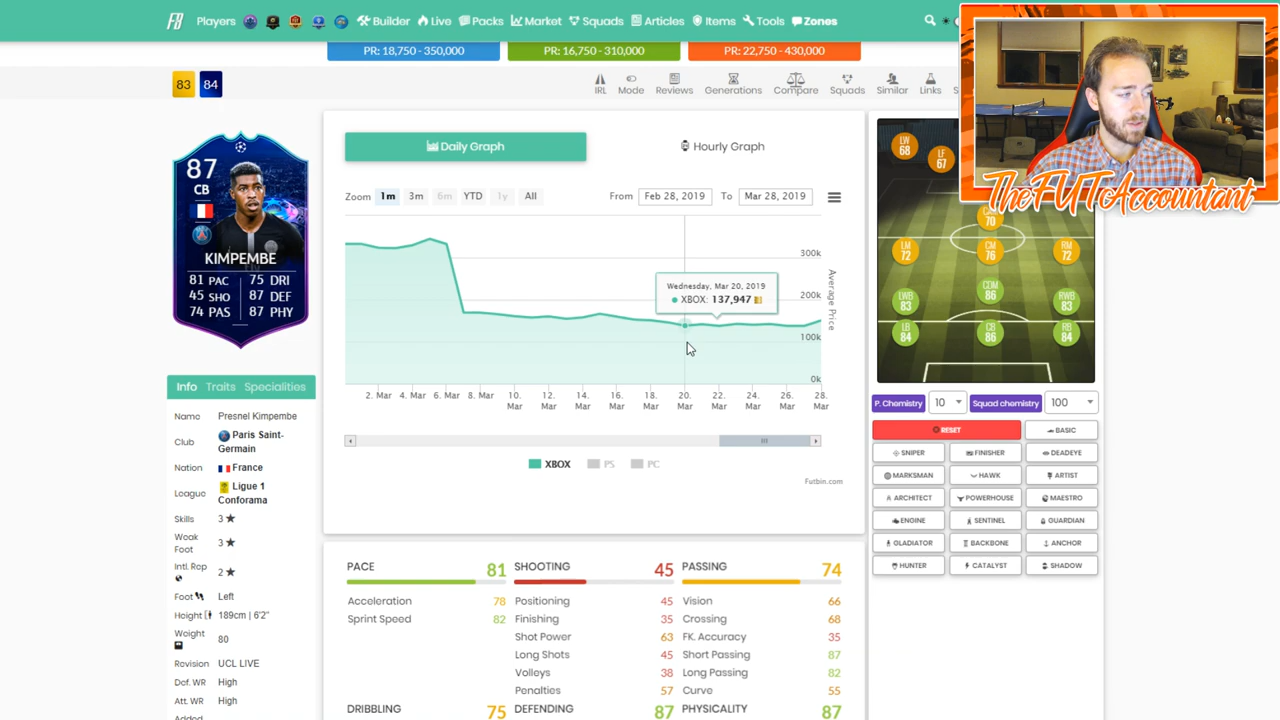 FB Players Builder Live Packs Market Squads Articles Items Tools Zones
PR: 18,750 - 350,000 PR: 16,750 - 310,000 PR: 22,750 - 430,000
83 84
IRL Mode Reviews Generations Compare Squads Similar Links
TheFUTAccountant
87
CB
KIMPEMBE
81 PAC 75 DRI
45 SHO 87 DEF
74 PAS 87 PHY
Daily Graph Hourly Graph
Zoom 1m 3m 6m YTD 1y All From Feb 28, 2019 To Mar 28, 2019
300k
200k
100k
0k
Average Price
Wednesday, Mar 20, 2019
XBOX: 137,947
2. Mar 4. Mar 6. Mar 8. Mar 10. Mar 12. Mar 14. Mar 16. Mar 18. Mar 20. Mar 22. Mar 24. Mar 26. Mar 28. Mar
XBOX PS PC
Futbin.com
LW 68
LF 67
70
LM 72
CM 76
RM 72
LWB 83
CDM 86
RWB 83
LB 84
CB 86
RB 84
P. Chemistry 10 Squad chemistry 100
RESET BASIC
SNIPER FINISHER DEADEYE
MARKSMAN HAWK ARTIST
ARCHITECT POWERHOUSE MAESTRO
ENGINE SENTINEL GUARDIAN
GLADIATOR BACKBONE ANCHOR
HUNTER CATALYST SHADOW
Info Traits Specialities
Name Presnel Kimpembe
Club Paris Saint-Germain
Nation France
League Ligue 1 Conforama
Skills 3 ★
Weak Foot 3 ★
Intl. Rep 2 ★
Foot Left
Height 189cm | 6'2"
Weight 80
Revision UCL LIVE
Def. WR High
Att. WR High
Added
PACE 81
Acceleration 78
Sprint Speed 82
SHOOTING 45
Positioning 45
Finishing 35
Shot Power 63
Long Shots 45
Volleys 38
Penalties 57
PASSING 74
Vision 66
Crossing 68
FK. Accuracy 35
Short Passing 87
Long Passing 82
Curve 55
DRIBBLING 75 DEFENDING 87 PHYSICALITY 87